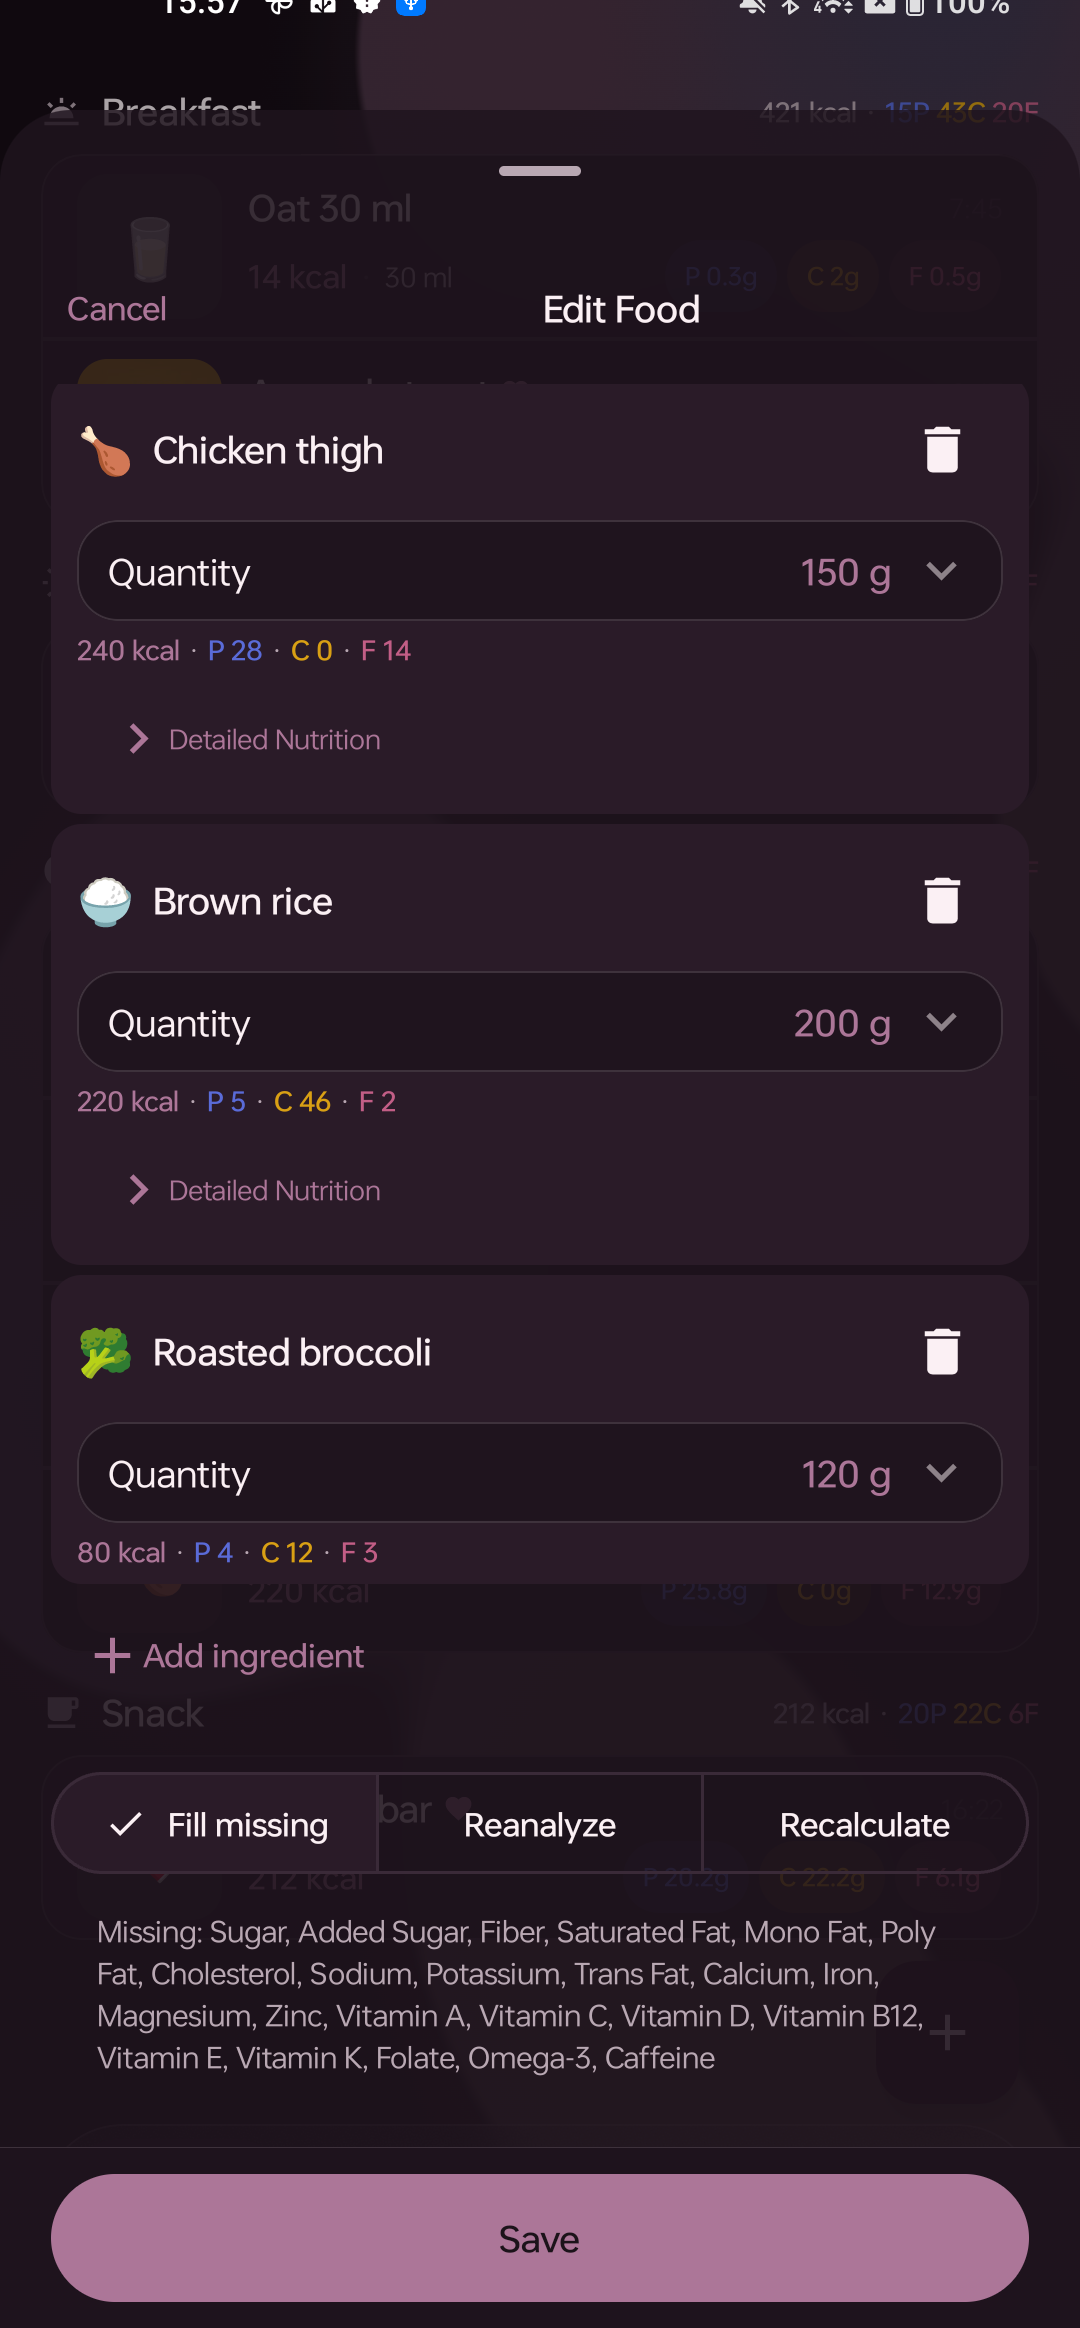 15:57 100%
Breakfast 421 kcal · 15P 43C 20F
Oat 30 ml
14 kcal · 30 ml P 0.3g C 2g F 0.5g
Cancel Edit Food
Chicken thigh
Quantity 150 g
240 kcal · P 28 · C 0 · F 14
Detailed Nutrition
Brown rice
Quantity 200 g
220 kcal · P 5 · C 46 · F 2
Detailed Nutrition
Roasted broccoli
Quantity 120 g
80 kcal · P 4 · C 12 · F 3
220 kcal P 25.8g C 0g F 12.9g
Add ingredient
Snack 212 kcal · 20P 22C 6F
bar
Fill missing Reanalyze Recalculate
212 kcal P 20.2g C 22.2g F 6.1g
Missing: Sugar, Added Sugar, Fiber, Saturated Fat, Mono Fat, Poly
Fat, Cholesterol, Sodium, Potassium, Trans Fat, Calcium, Iron,
Magnesium, Zinc, Vitamin A, Vitamin C, Vitamin D, Vitamin B12,
Vitamin E, Vitamin K, Folate, Omega-3, Caffeine
Save